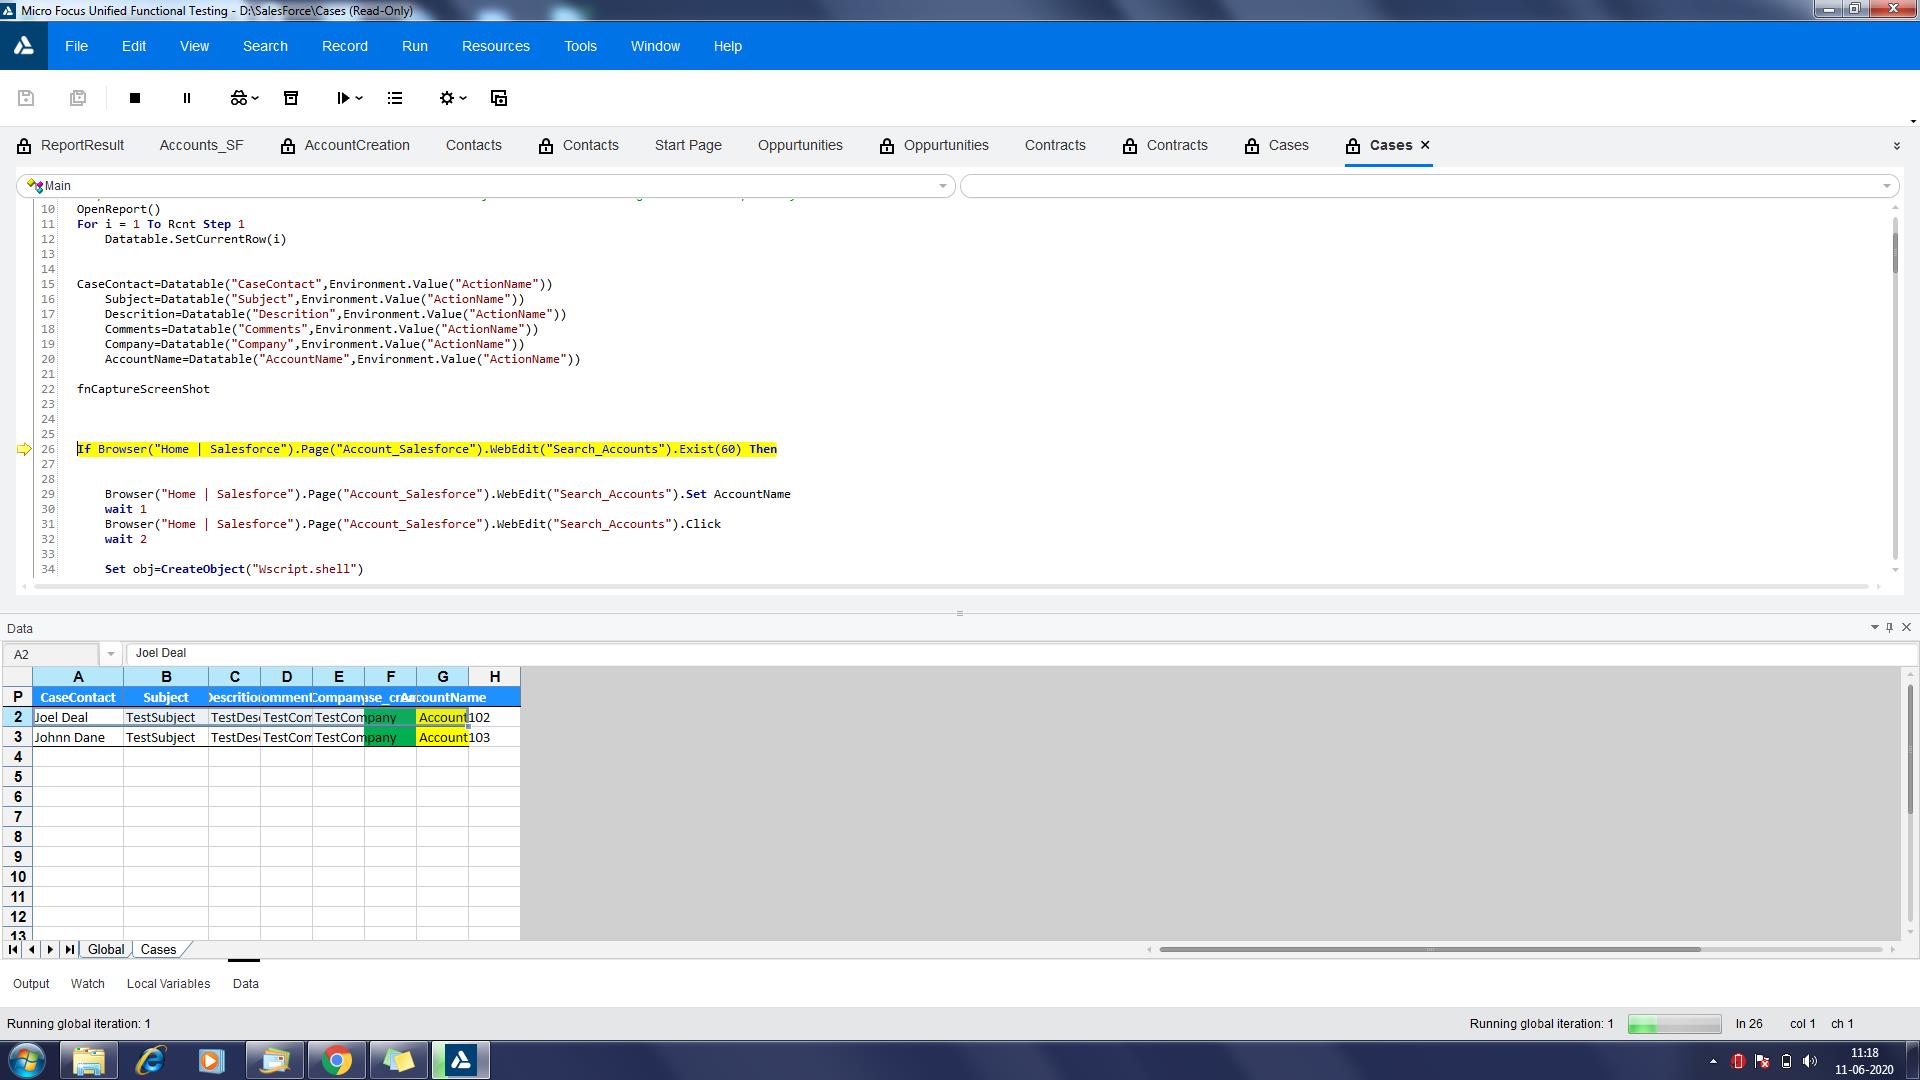 Micro Focus Unified Functional Testing - D:\SalesForce\Cases (Read-Only)
File Edit View Search Record Run Resources Tools Window Help
ReportResult Accounts_SF AccountCreation Contacts Contacts Start Page Oppurtunities Oppurtunities Contracts Contracts Cases Cases
Main
10 OpenReport()
11 For i = 1 To Rcnt Step 1
12 Datatable.SetCurrentRow(i)
13
14
15 CaseContact=Datatable("CaseContact",Environment.Value("ActionName"))
16 Subject=Datatable("Subject",Environment.Value("ActionName"))
17 Descrition=Datatable("Descrition",Environment.Value("ActionName"))
18 Comments=Datatable("Comments",Environment.Value("ActionName"))
19 Company=Datatable("Company",Environment.Value("ActionName"))
20 AccountName=Datatable("AccountName",Environment.Value("ActionName"))
21
22 fnCaptureScreenShot
23
24
25
26 If Browser("Home | Salesforce").Page("Account_Salesforce").WebEdit("Search_Accounts").Exist(60) Then
27
28
29 Browser("Home | Salesforce").Page("Account_Salesforce").WebEdit("Search_Accounts").Set AccountName
30 wait 1
31 Browser("Home | Salesforce").Page("Account_Salesforce").WebEdit("Search_Accounts").Click
32 wait 2
33
34 Set obj=CreateObject("Wscript.shell")
Data
A2 Joel Deal
A B C D E F G H
P CaseContact Subject Descrition omment Company se_cre AccountName
2 Joel Deal TestSubject TestDes TestCom TestCompany Account102
3 Johnn Dane TestSubject TestDes TestCom TestCompany Account103
4
5
6
7
8
9
10
11
12
13
Global Cases
Output Watch Local Variables Data
Running global iteration: 1 Running global iteration: 1 ln 26 col 1 ch 1
11:18
11-06-2020